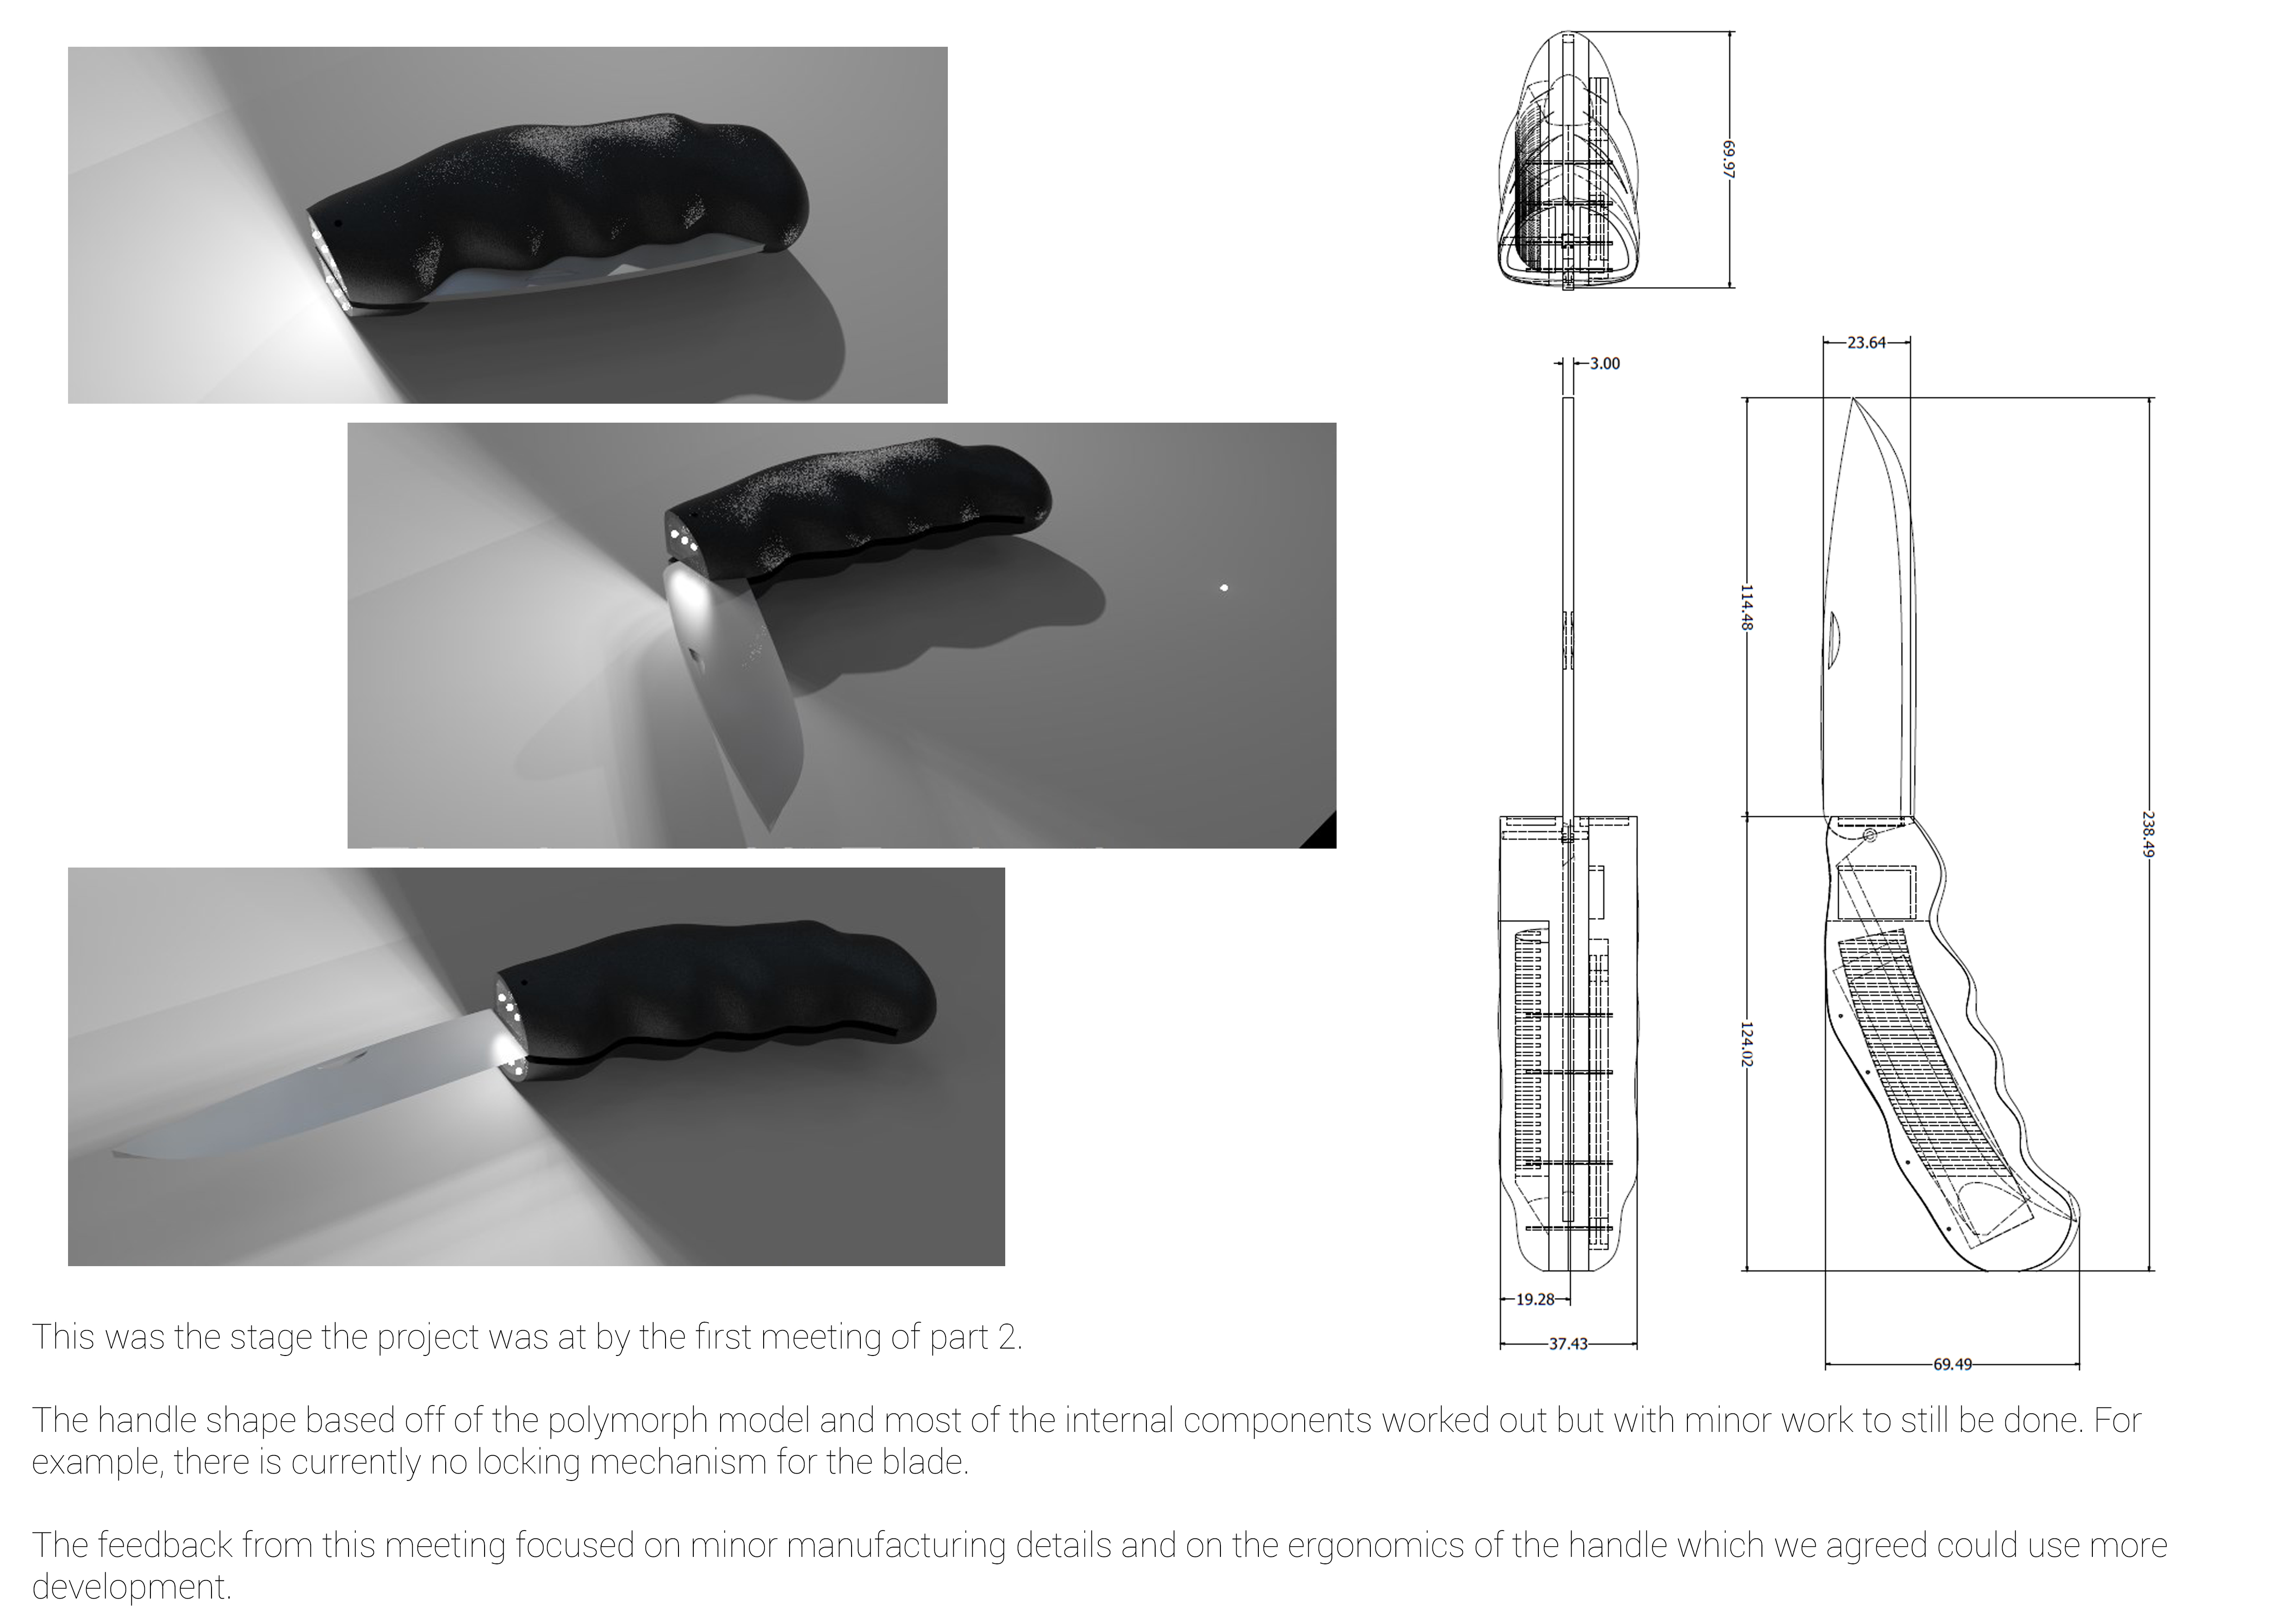 69.97
23.64
3.00
114.48
238.49
124.02
19.28
37.43
69.49
This was the stage the project was at by the first meeting of part 2.
The handle shape based off of the polymorph model and most of the internal components worked out but with minor work to still be done. For
example, there is currently no locking mechanism for the blade.
The feedback from this meeting focused on minor manufacturing details and on the ergonomics of the handle which we agreed could use more
development.